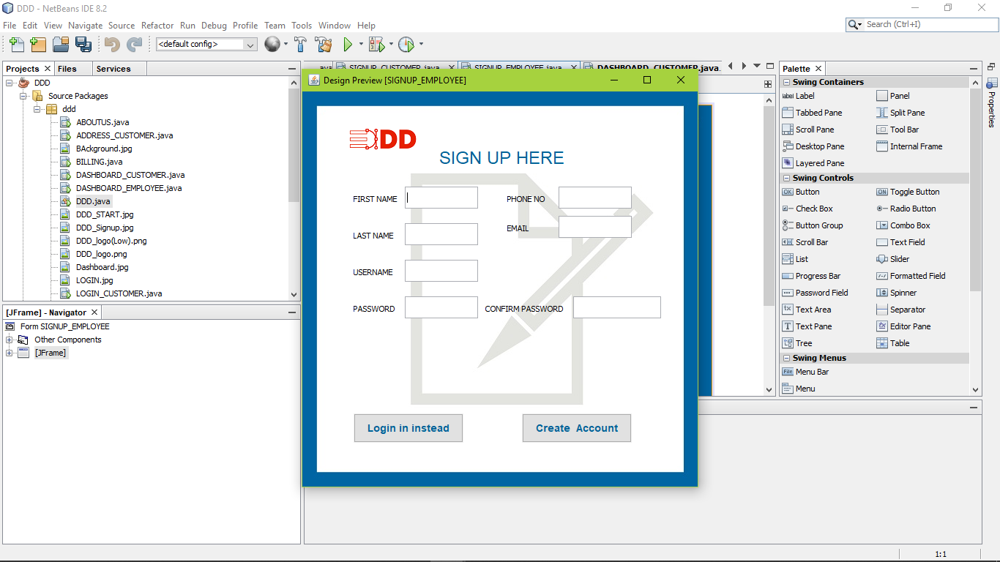 DDD - NetBeans IDE 8.2
File Edit View Navigate Source Refactor Run Debug Profile Team Tools Window Help
Search (Ctrl+I)
<default config>
Projects Files Services
DDD
Source Packages
ddd
ABOUTUS.java
ADDRESS_CUSTOMER.java
BAckground.jpg
BILLING.java
DASHBOARD_CUSTOMER.java
DASHBOARD_EMPLOYEE.java
DDD.java
DDD_START.jpg
DDD_Signup.jpg
DDD_logo(Low).png
DDD_logo.png
Dashboard.jpg
LOGIN.jpg
LOGIN_CUSTOMER.java
[JFrame] - Navigator
Form SIGNUP_EMPLOYEE
Other Components
[JFrame]
SIGNUP_CUSTOMER.java SIGNUP_EMPLOYEE.java DASHBOARD_CUSTOMER.java
Design Preview [SIGNUP_EMPLOYEE]
DDD
SIGN UP HERE
FIRST NAME PHONE NO
EMAIL
LAST NAME
USERNAME
PASSWORD CONFIRM PASSWORD
Login in instead Create Account
Palette
Swing Containers
Label Panel
Tabbed Pane Split Pane
Scroll Pane Tool Bar
Desktop Pane Internal Frame
Layered Pane
Swing Controls
Button Toggle Button
Check Box Radio Button
Button Group Combo Box
Scroll Bar Text Field
List Slider
Progress Bar Formatted Field
Password Field Spinner
Text Area Separator
Text Pane Editor Pane
Tree Table
Swing Menus
Menu Bar
Menu
Properties
1:1